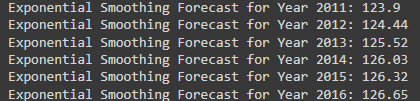 Exponential Smoothing Forecast for Year 2011: 123.9
Exponential Smoothing Forecast for Year 2012: 124.44
Exponential Smoothing Forecast for Year 2013: 125.52
Exponential Smoothing Forecast for Year 2014: 126.03
Exponential Smoothing Forecast for Year 2015: 126.32
Exponential Smoothing Forecast for Year 2016: 126.65